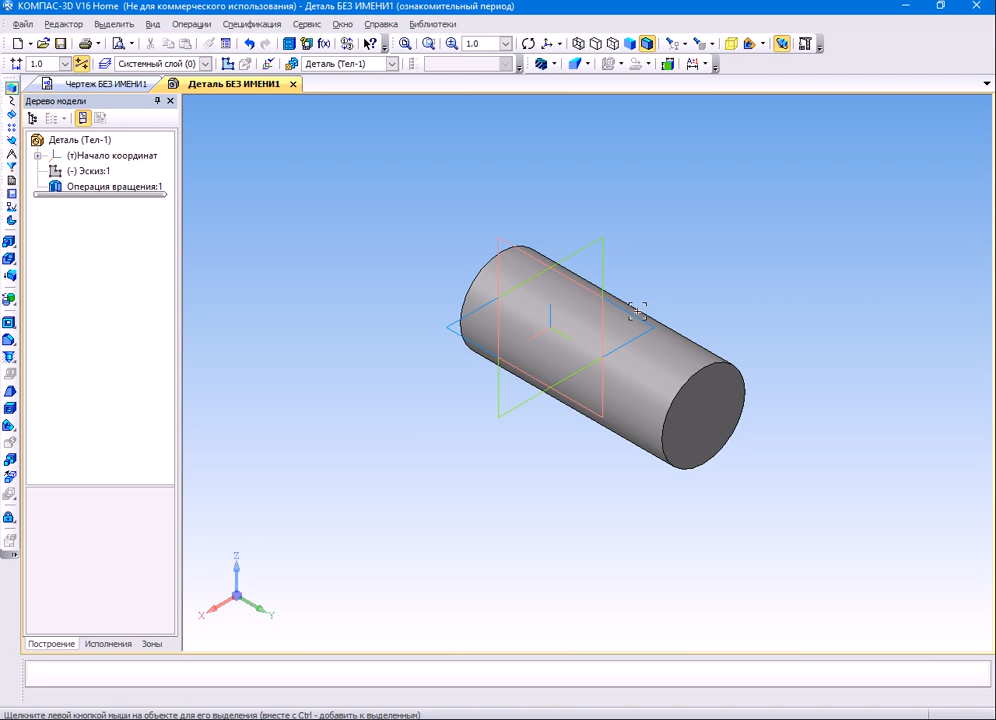 КОМПАС-3D V16 Home (Не для коммерческого использования) - Деталь БЕЗ ИМЕНИ1 (ознакомительный период)
Файл Редактор Выделить Вид Операции Спецификация Сервис Окно Справка Библиотеки
f(x) 1.0
1.0 Системный слой (0) Деталь (Тел-1)
Чертеж БЕЗ ИМЕНИ1 Деталь БЕЗ ИМЕНИ1
Дерево модели
Деталь (Тел-1)
(т)Начало координат
(-) Эскиз:1
Операция вращения:1
Z
X Y
Построение Исполнения Зоны
Щелкните левой кнопкой мыши на объекте для его выделения (вместе с Ctrl - добавить к выделенным)